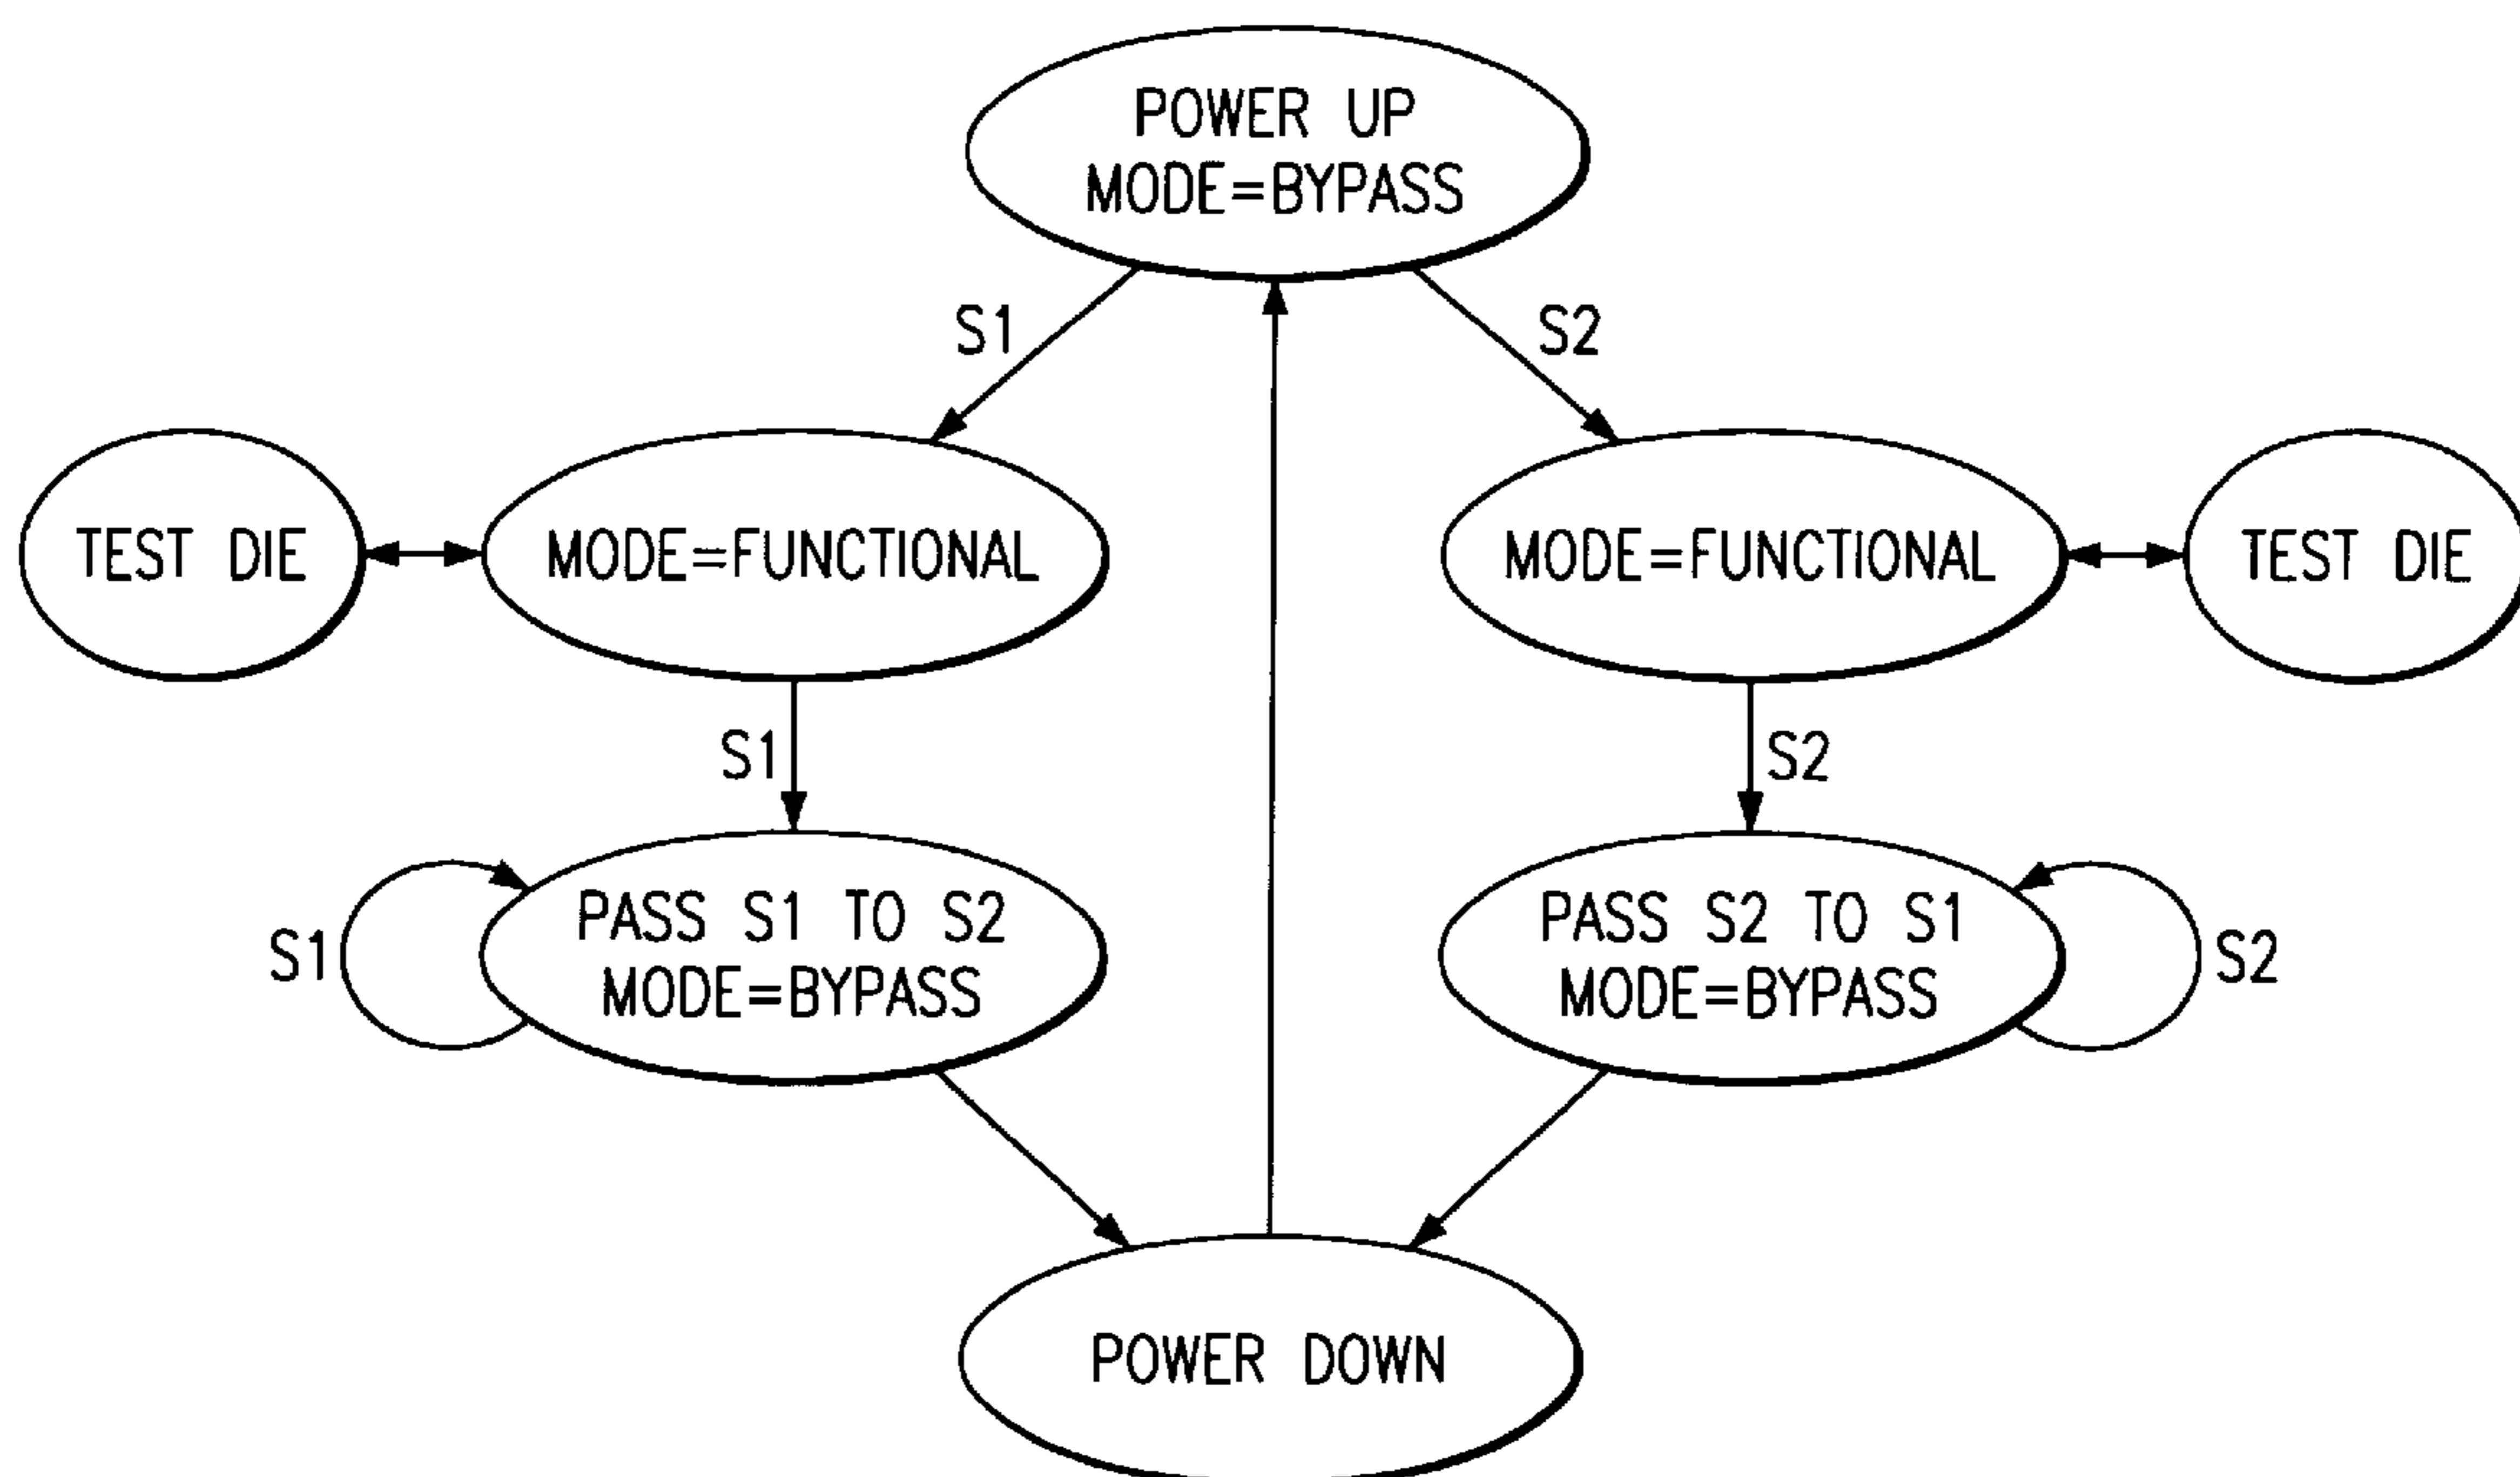 POWER UP
MODE=BYPASS
S1
S2
TEST DIE
MODE=FUNCTIONAL
MODE=FUNCTIONAL
TEST DIE
S1
S2
S1
PASS S1 TO S2
MODE=BYPASS
PASS S2 TO S1
MODE=BYPASS
S2
POWER DOWN